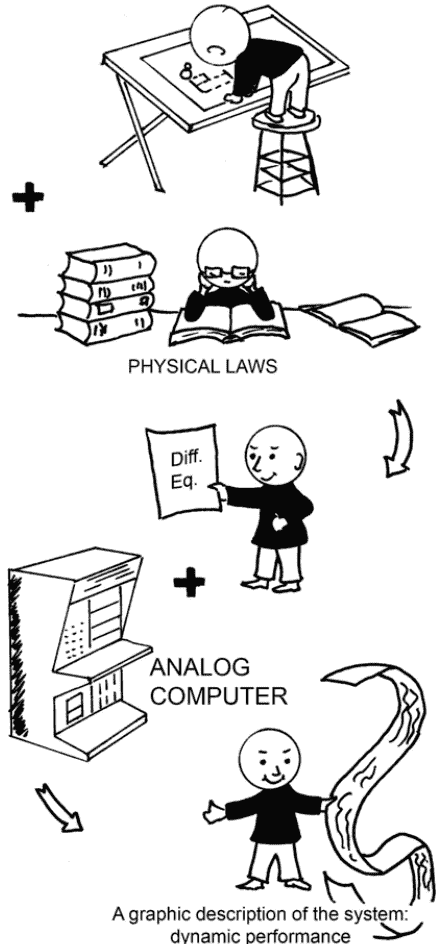 +
PHYSICAL LAWS
Diff.
Eq.
+
ANALOG
COMPUTER
A graphic description of the system:
dynamic performance